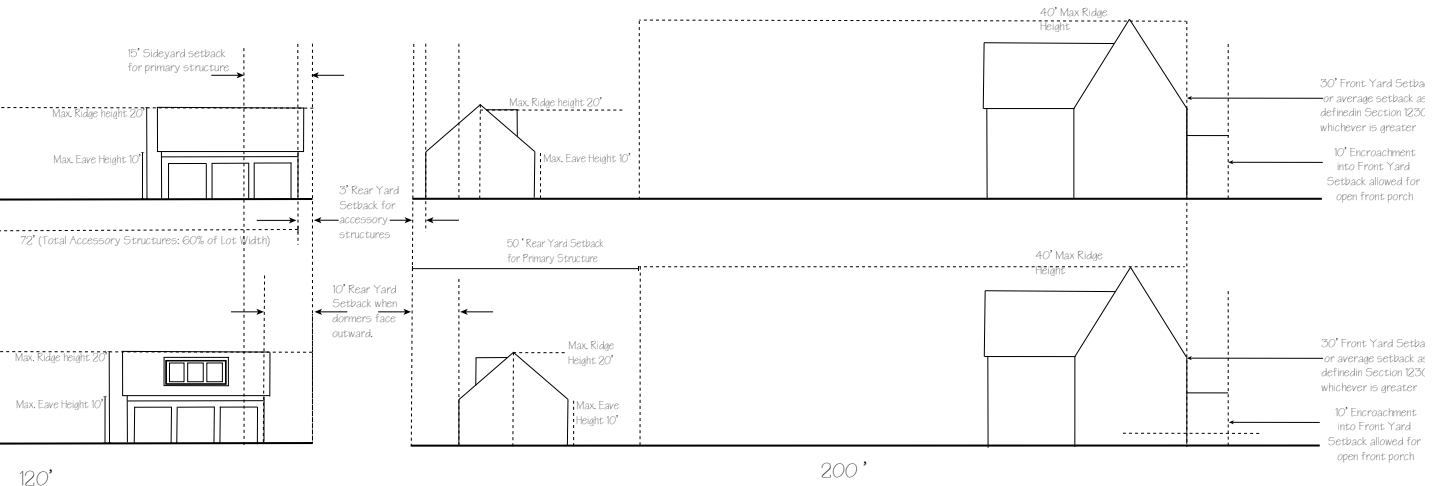 40' Max Ridge
Height
15' Sideyard setback
for primary structure
Max. Ridge height 20'
Max. Eave Height 10'
Max. Ridge height 20'
Max. Eave Height 10'
30' Front Yard Setba
or average setback as
definedin Section 1230
whichever is greater
10' Encroachment
into Front Yard
Setback allowed for
open front porch
3' Rear Yard
Setback for
accessory
structures
72' (Total Accessory Structures: 60% of Lot Width)
50 ' Rear Yard Setback
for Primary Structure
40' Max Ridge
Height
10' Rear Yard
Setback when
dormers face
outward.
Max. Ridge height 20'
Max. Eave Height 10'
Max. Ridge
Height 20'
Max. Eave
Height 10'
30' Front Yard Setba
or average setback as
definedin Section 1230
whichever is greater
10' Encroachment
into Front Yard
Setback allowed for
open front porch
120'
200 '